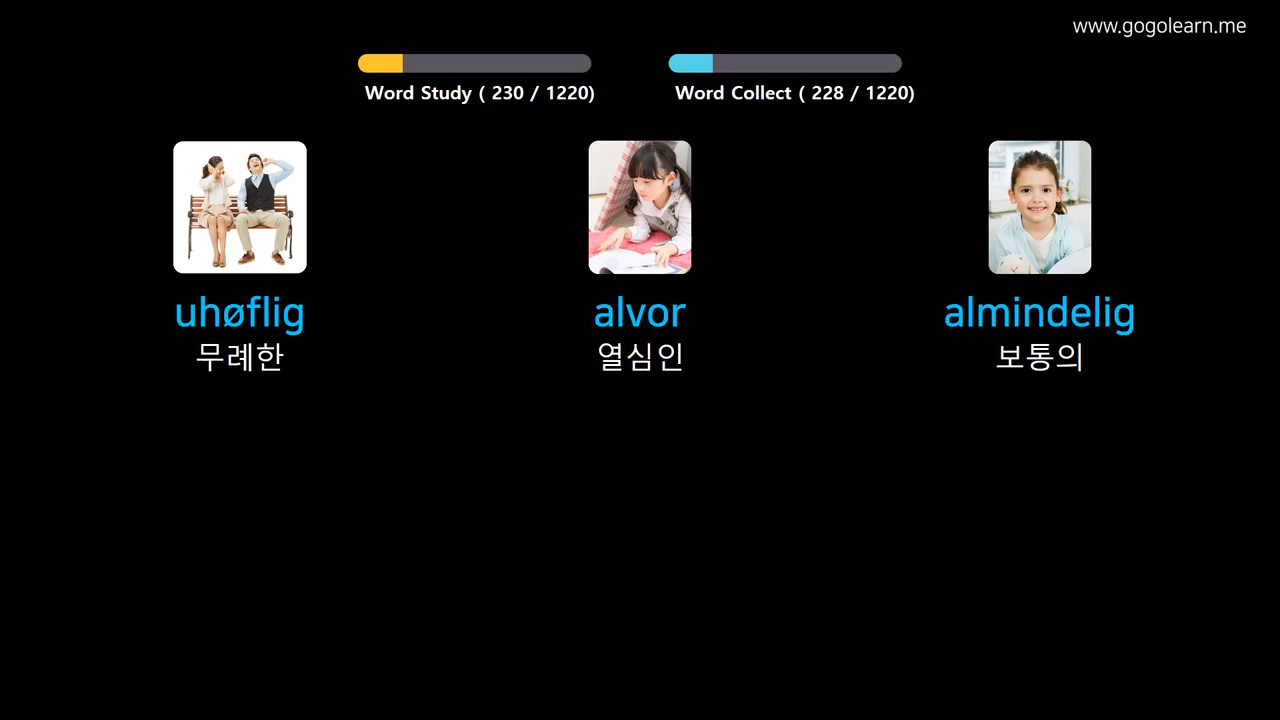 www.gogolearn.me
Word Study ( 230 / 1220)
Word Collect ( 228 / 1220)
uhøflig
무례한
alvor
열심인
almindelig
보통의